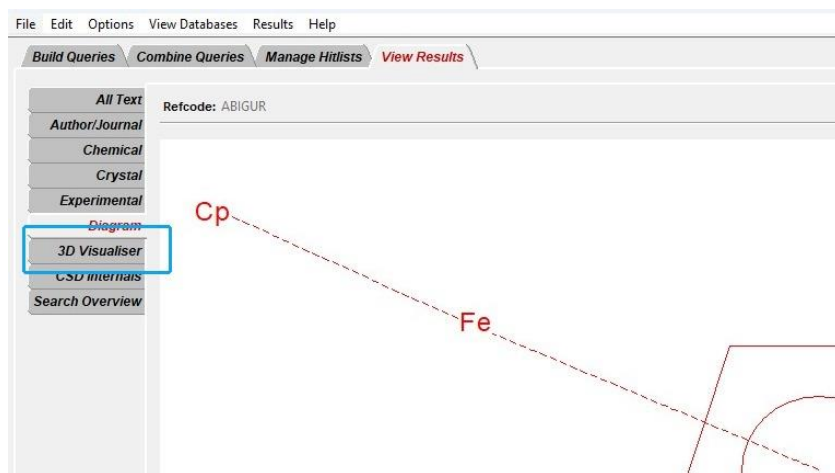 File Edit Options View Databases Results Help
Build Queries Combine Queries Manage Hitlists View Results
All Text
Refcode: ABIGUR
Author/Journal
Chemical
Crystal
Experimental
Diagram
3D Visualiser
CSD Internals
Search Overview
Cp
Fe